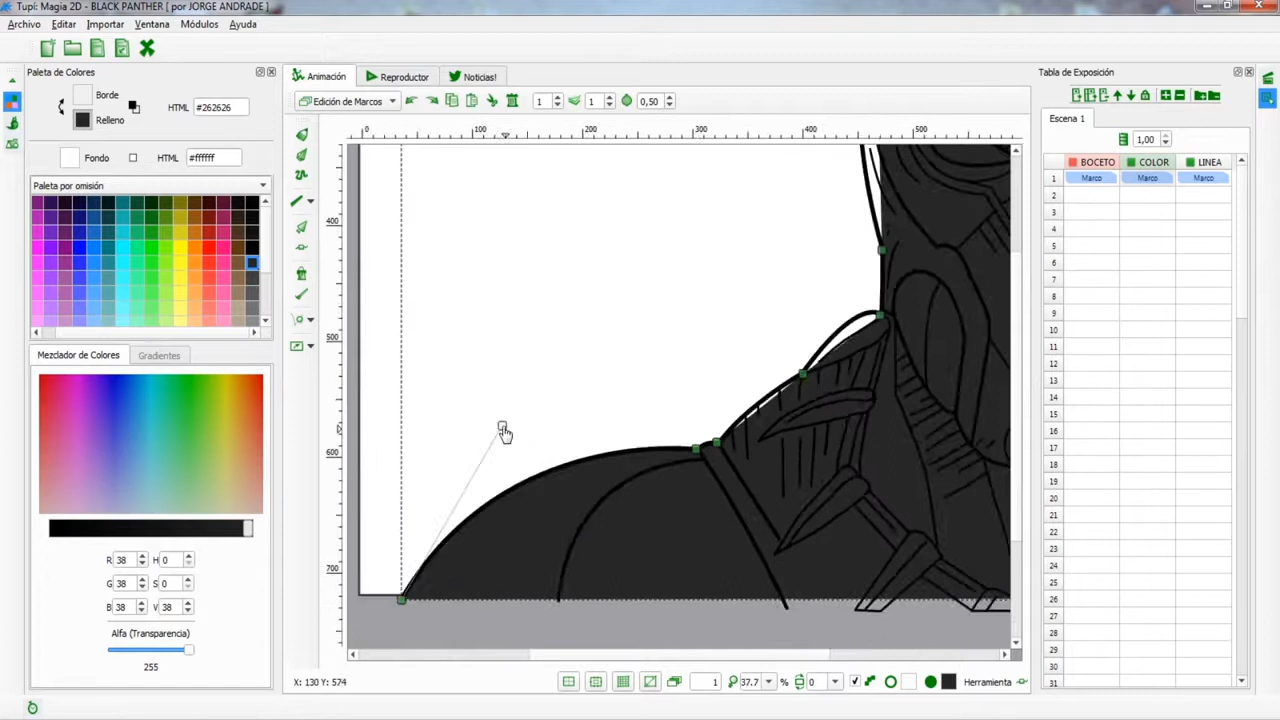 Tupí: Magia 2D - BLACK PANTHER [ por JORGE ANDRADE ]
Archivo Editar Importar Ventana Módulos Ayuda
Paleta de Colores
Borde
Relleno
HTML #262626
Fondo
HTML #ffffff
Paleta por omisión
Mezclador de Colores
Gradientes
R 38 H 0
G 38 S 0
B 38 V 38
Alfa (Transparencia)
255
Animación
Reproductor
Noticias!
Edición de Marcos
1
1
0,50
0 100 200 300 400 500
400
500
600
700
X: 130 Y: 574
1
37.7
%
0
Herramienta
Tabla de Exposición
Escena 1
1,00
BOCETO COLOR LINEA
1 Marco Marco Marco
2
3
4
5
6
7
8
9
10
11
12
13
14
15
16
17
18
19
20
21
22
23
24
25
26
27
28
29
30
31